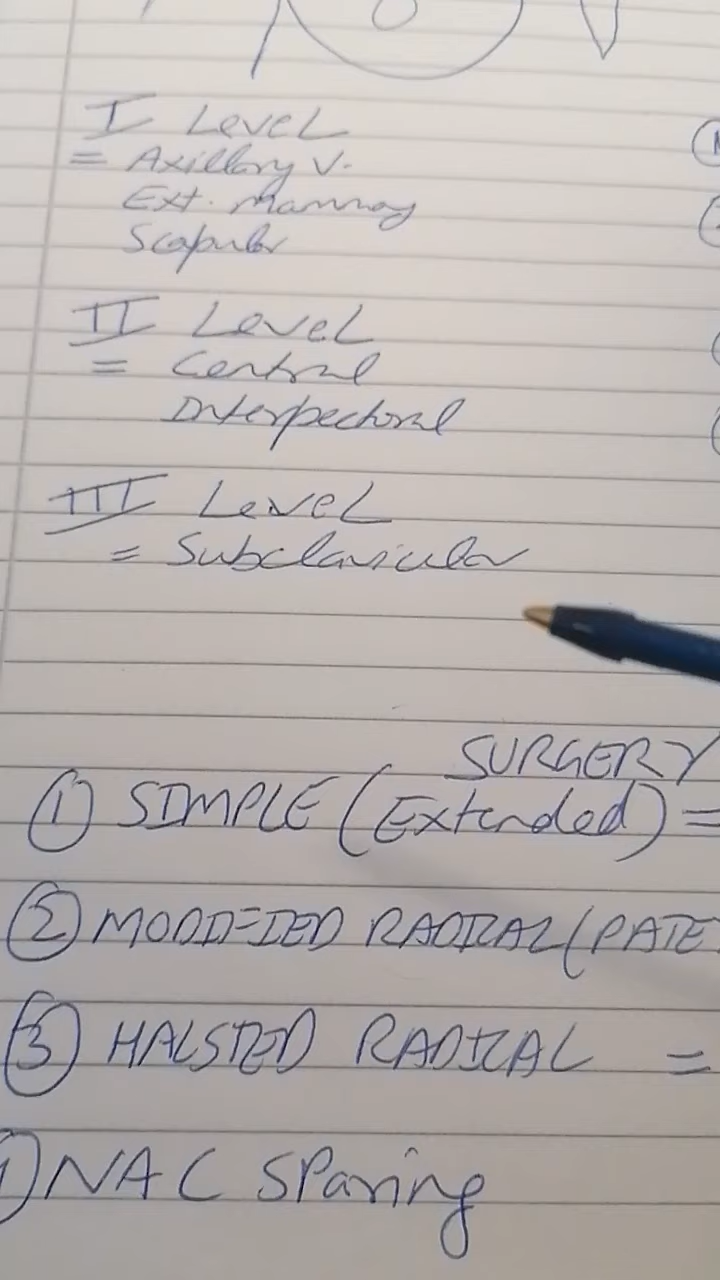 I Level
= Axillary V.
Ext. mammay
Scapular
II Level
= Central
Interpectoral
III Level
= Subclavicular
SURGERY
① SIMPLE (Extended) =
② MODIFIED RADICAL (PATE
③ HALSTED RADICAL =
NAC SParing